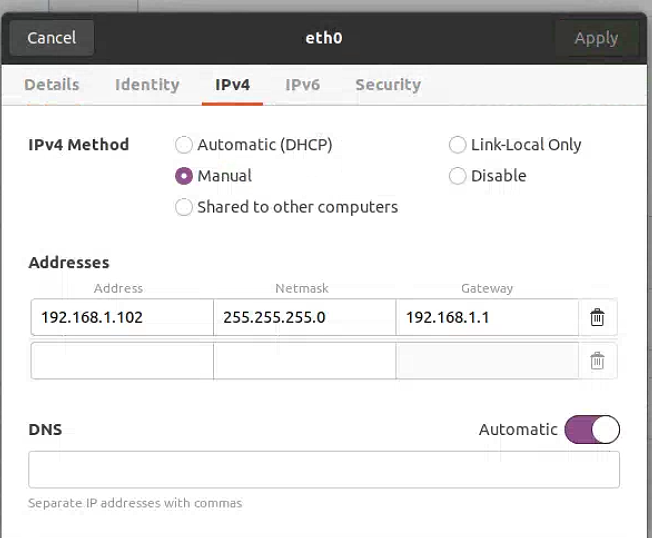 Cancel eth0 Apply
Details Identity IPv4 IPv6 Security
IPv4 Method Automatic (DHCP) Link-Local Only
Manual Disable
Shared to other computers
Addresses
Address Netmask Gateway
192.168.1.102 255.255.255.0 192.168.1.1
DNS Automatic
Separate IP addresses with commas